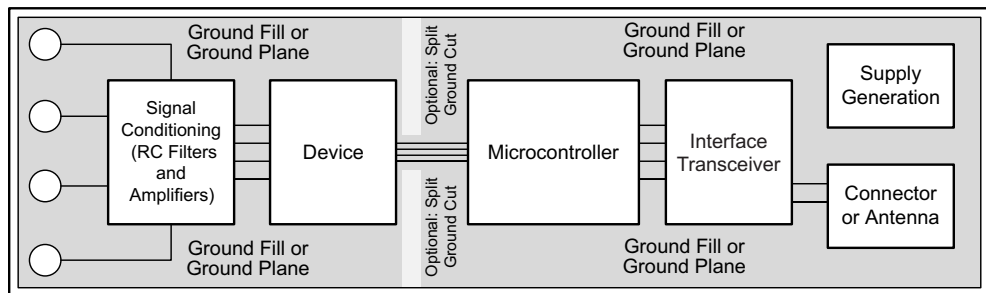 Ground Fill or
Ground Plane
Optional: Split
Ground Cut
Ground Fill or
Ground Plane
Signal
Conditioning
(RC Filters
and
Amplifiers)
Device
Microcontroller
Interface
Transceiver
Supply
Generation
Connector
or Antenna
Ground Fill or
Ground Plane
Optional: Split
Ground Cut
Ground Fill or
Ground Plane